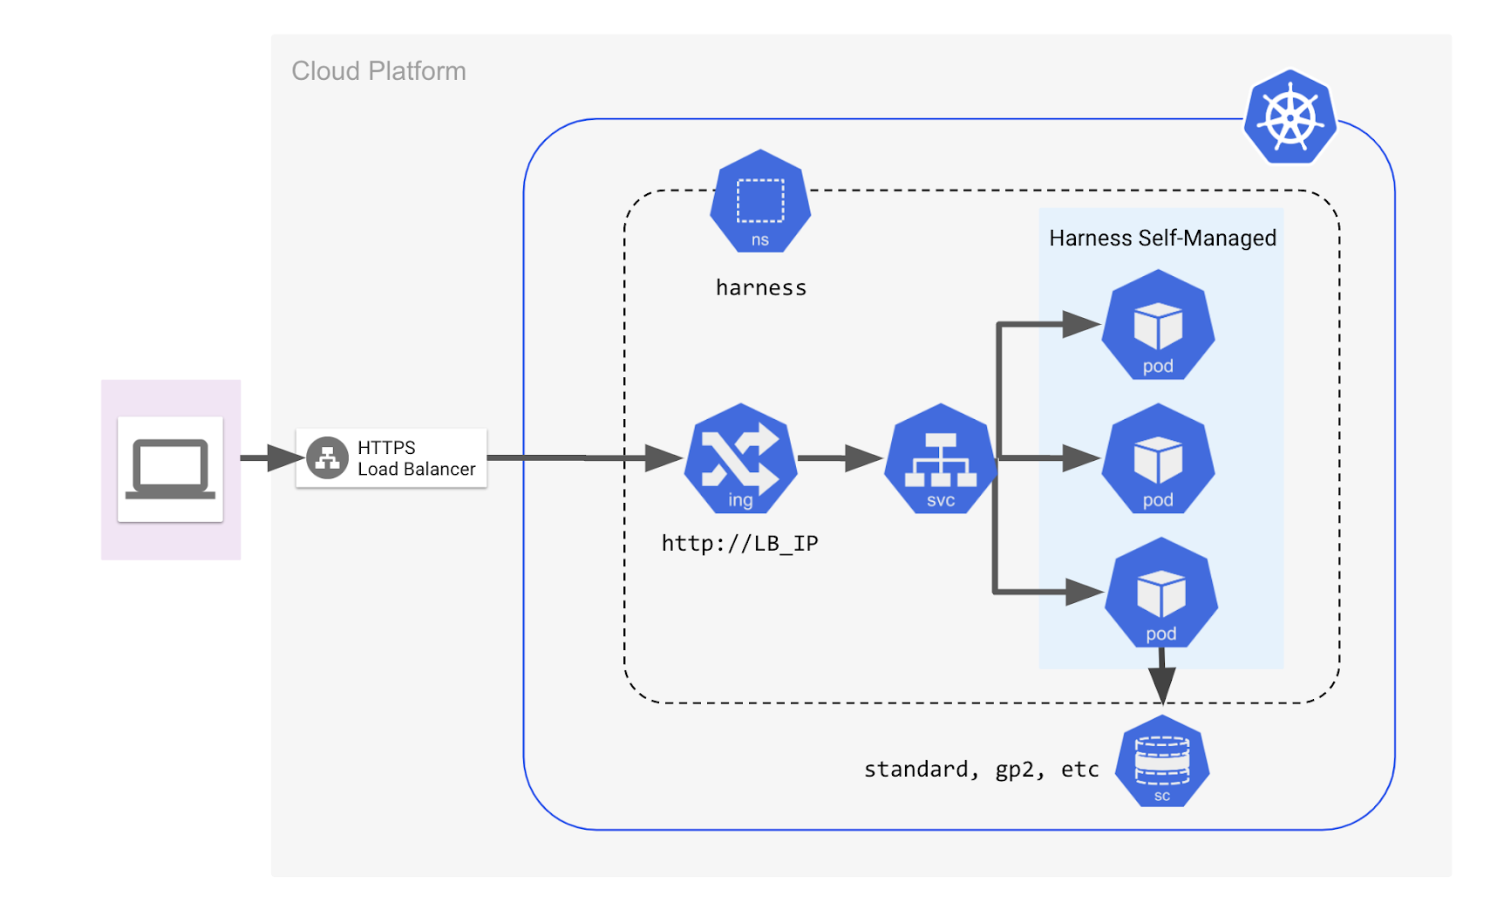 Cloud Platform
ns
harness
Harness Self-Managed
pod
HTTPS
Load Balancer
ing
svc
pod
http://LB_IP
pod
standard, gp2, etc
sc